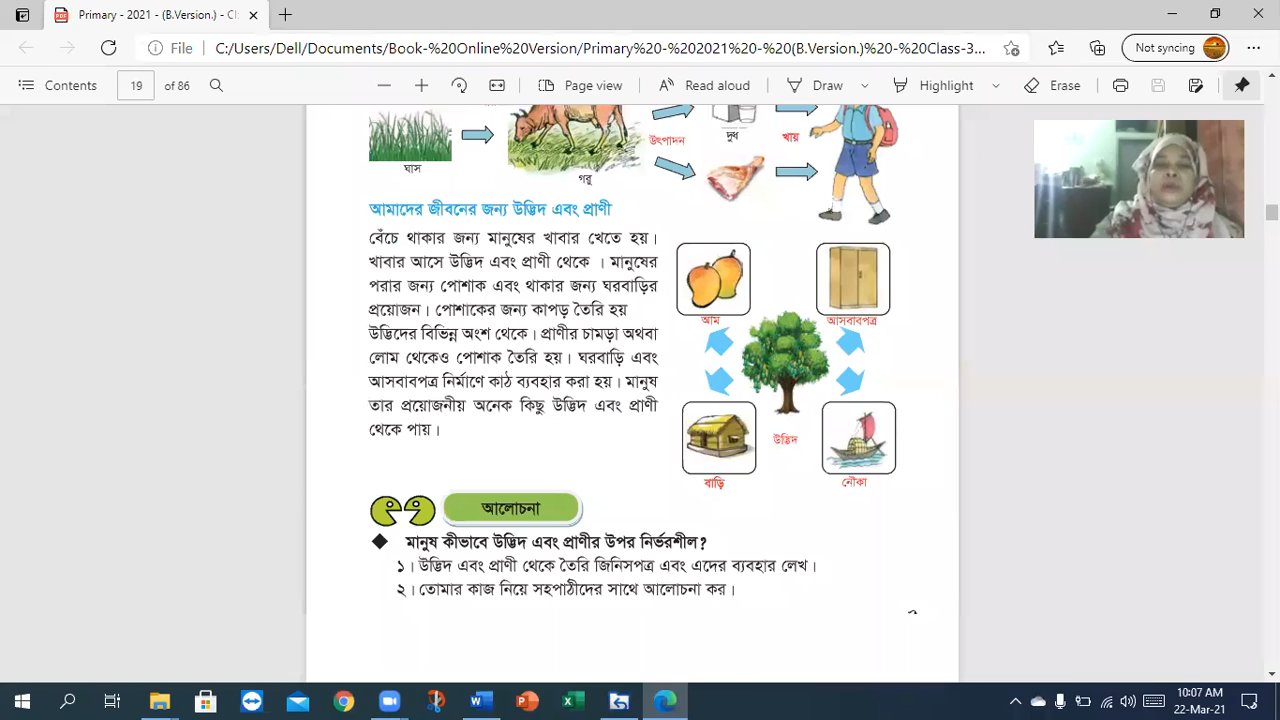 Primary - 2021 - (B.Version.) - Cl
File
C:/Users/Dell/Documents/Book-%20Online%20Version/Primary%20-%202021%20-%20(B.Version.)%20-%20Class-3...
Not syncing
Contents
19 of 86
Page view
Read aloud
Draw
Highlight
Erase
ঘাস
গরু
উৎপাদন
দুধ
খায়
আমাদের জীবনের জন্য উদ্ভিদ এবং প্রাণী
বেঁচে থাকার জন্য মানুষের খাবার খেতে হয়।
খাবার আসে উদ্ভিদ এবং প্রাণী থেকে । মানুষের
পরার জন্য পোশাক এবং থাকার জন্য ঘরবাড়ির
প্রয়োজন। পোশাকের জন্য কাপড় তৈরি হয়
উদ্ভিদের বিভিন্ন অংশ থেকে। প্রাণীর চামড়া অথবা
লোম থেকেও পোশাক তৈরি হয়। ঘরবাড়ি এবং
আসবাবপত্র নির্মাণে কাঠ ব্যবহার করা হয়। মানুষ
তার প্রয়োজনীয় অনেক কিছু উদ্ভিদ এবং প্রাণী
থেকে পায়।
আম
আসবাবপত্র
উদ্ভিদ
বাড়ি
নৌকা
আলোচনা
মানুষ কীভাবে উদ্ভিদ এবং প্রাণীর উপর নির্ভরশীল?
১। উদ্ভিদ এবং প্রাণী থেকে তৈরি জিনিসপত্র এবং এদের ব্যবহার লেখ।
২। তোমার কাজ নিয়ে সহপাঠীদের সাথে আলোচনা কর।
10:07 AM
22-Mar-21